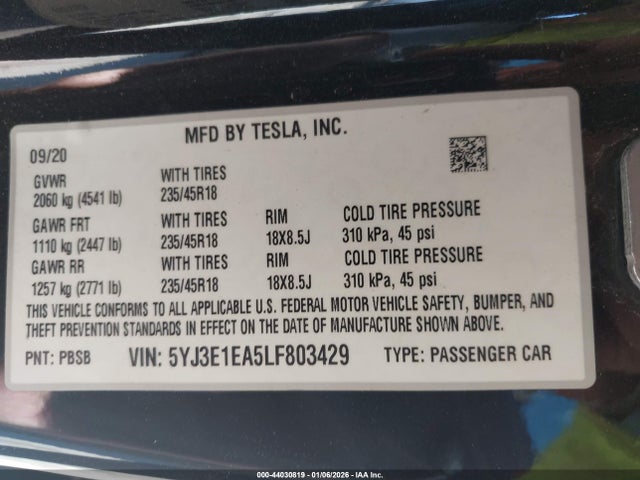 MFD BY TESLA, INC.
09/20
GVWR WITH TIRES
2060 kg (4541 lb) 235/45R18
GAWR FRT WITH TIRES RIM COLD TIRE PRESSURE
1110 kg (2447 lb) 235/45R18 18X8.5J 310 kPa, 45 psi
GAWR RR WITH TIRES RIM COLD TIRE PRESSURE
1257 kg (2771 lb) 235/45R18 18X8.5J 310 kPa, 45 psi
THIS VEHICLE CONFORMS TO ALL APPLICABLE U.S. FEDERAL MOTOR VEHICLE SAFETY, BUMPER, AND
THEFT PREVENTION STANDARDS IN EFFECT ON THE DATE OF MANUFACTURE SHOWN ABOVE.
PNT: PBSB VIN: 5YJ3E1EA5LF803429 TYPE: PASSENGER CAR
000-44030819 - 01/06/2026 - IAA Inc.